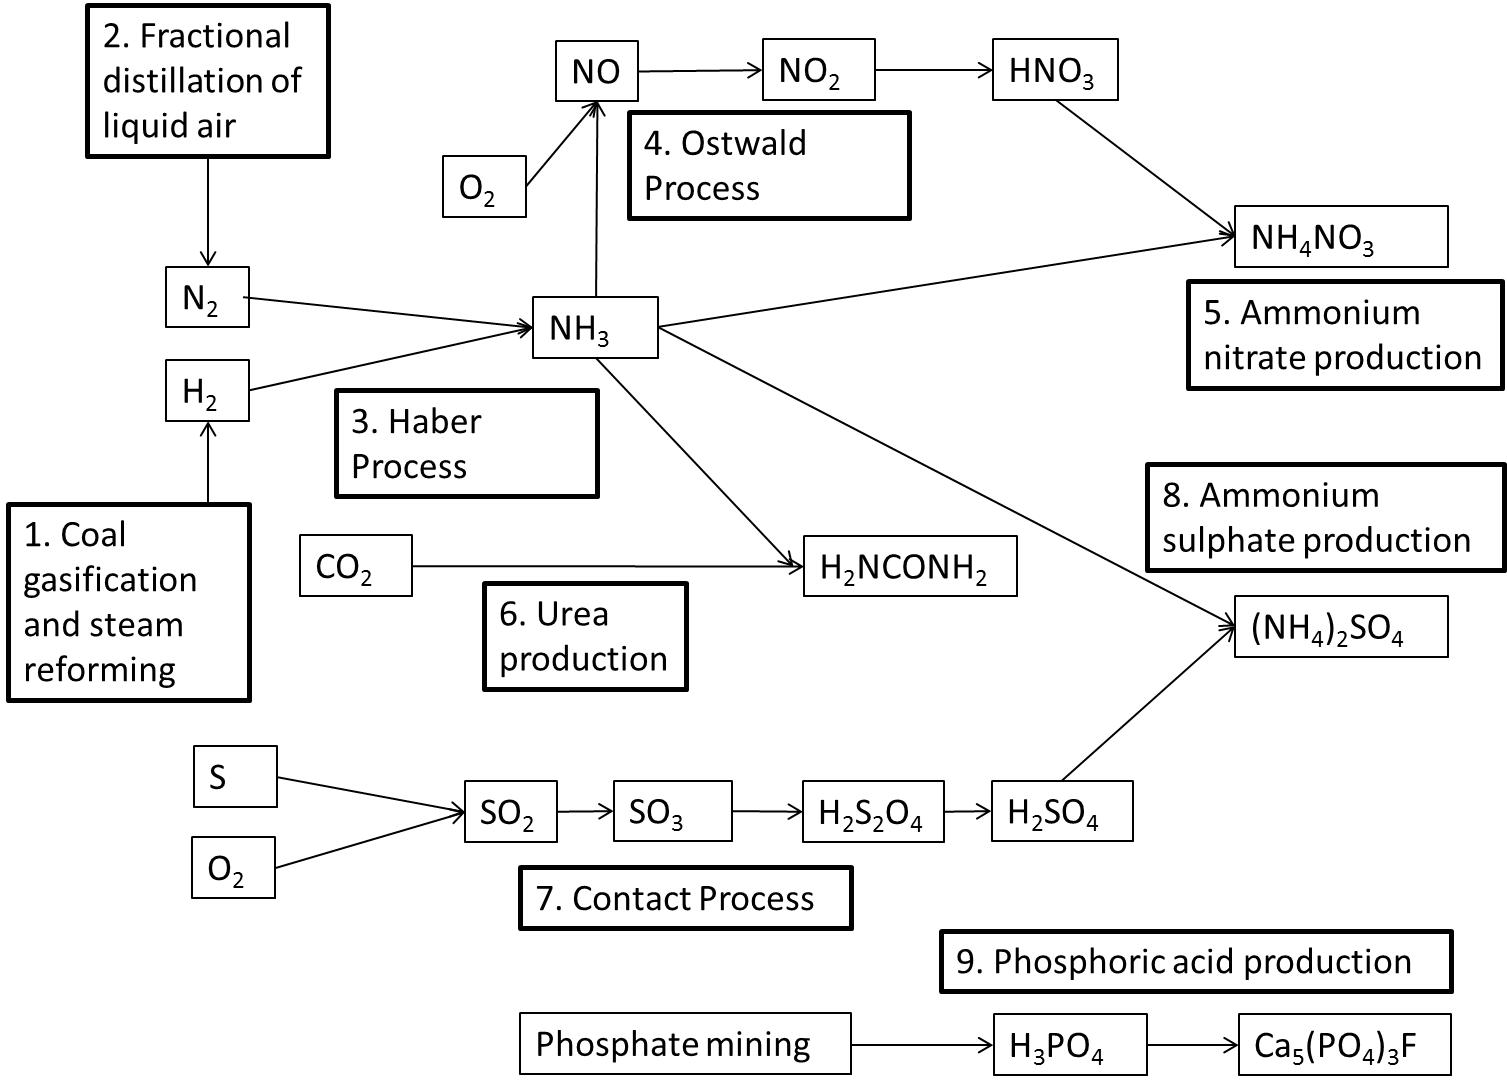 2. Fractional
distillation of
liquid air
NO
NO₂
HNO₃
4. Ostwald
Process
O₂
NH₄NO₃
N₂
NH₃
5. Ammonium
nitrate production
H₂
3. Haber
Process
8. Ammonium
sulphate production
1. Coal
gasification
and steam
reforming
CO₂
H₂NCONH₂
6. Urea
production
(NH₄)₂SO₄
S
O₂
SO₂
SO₃
H₂S₂O₄
H₂SO₄
7. Contact Process
9. Phosphoric acid production
Phosphate mining
H₃PO₄
Ca₅(PO₄)₃F